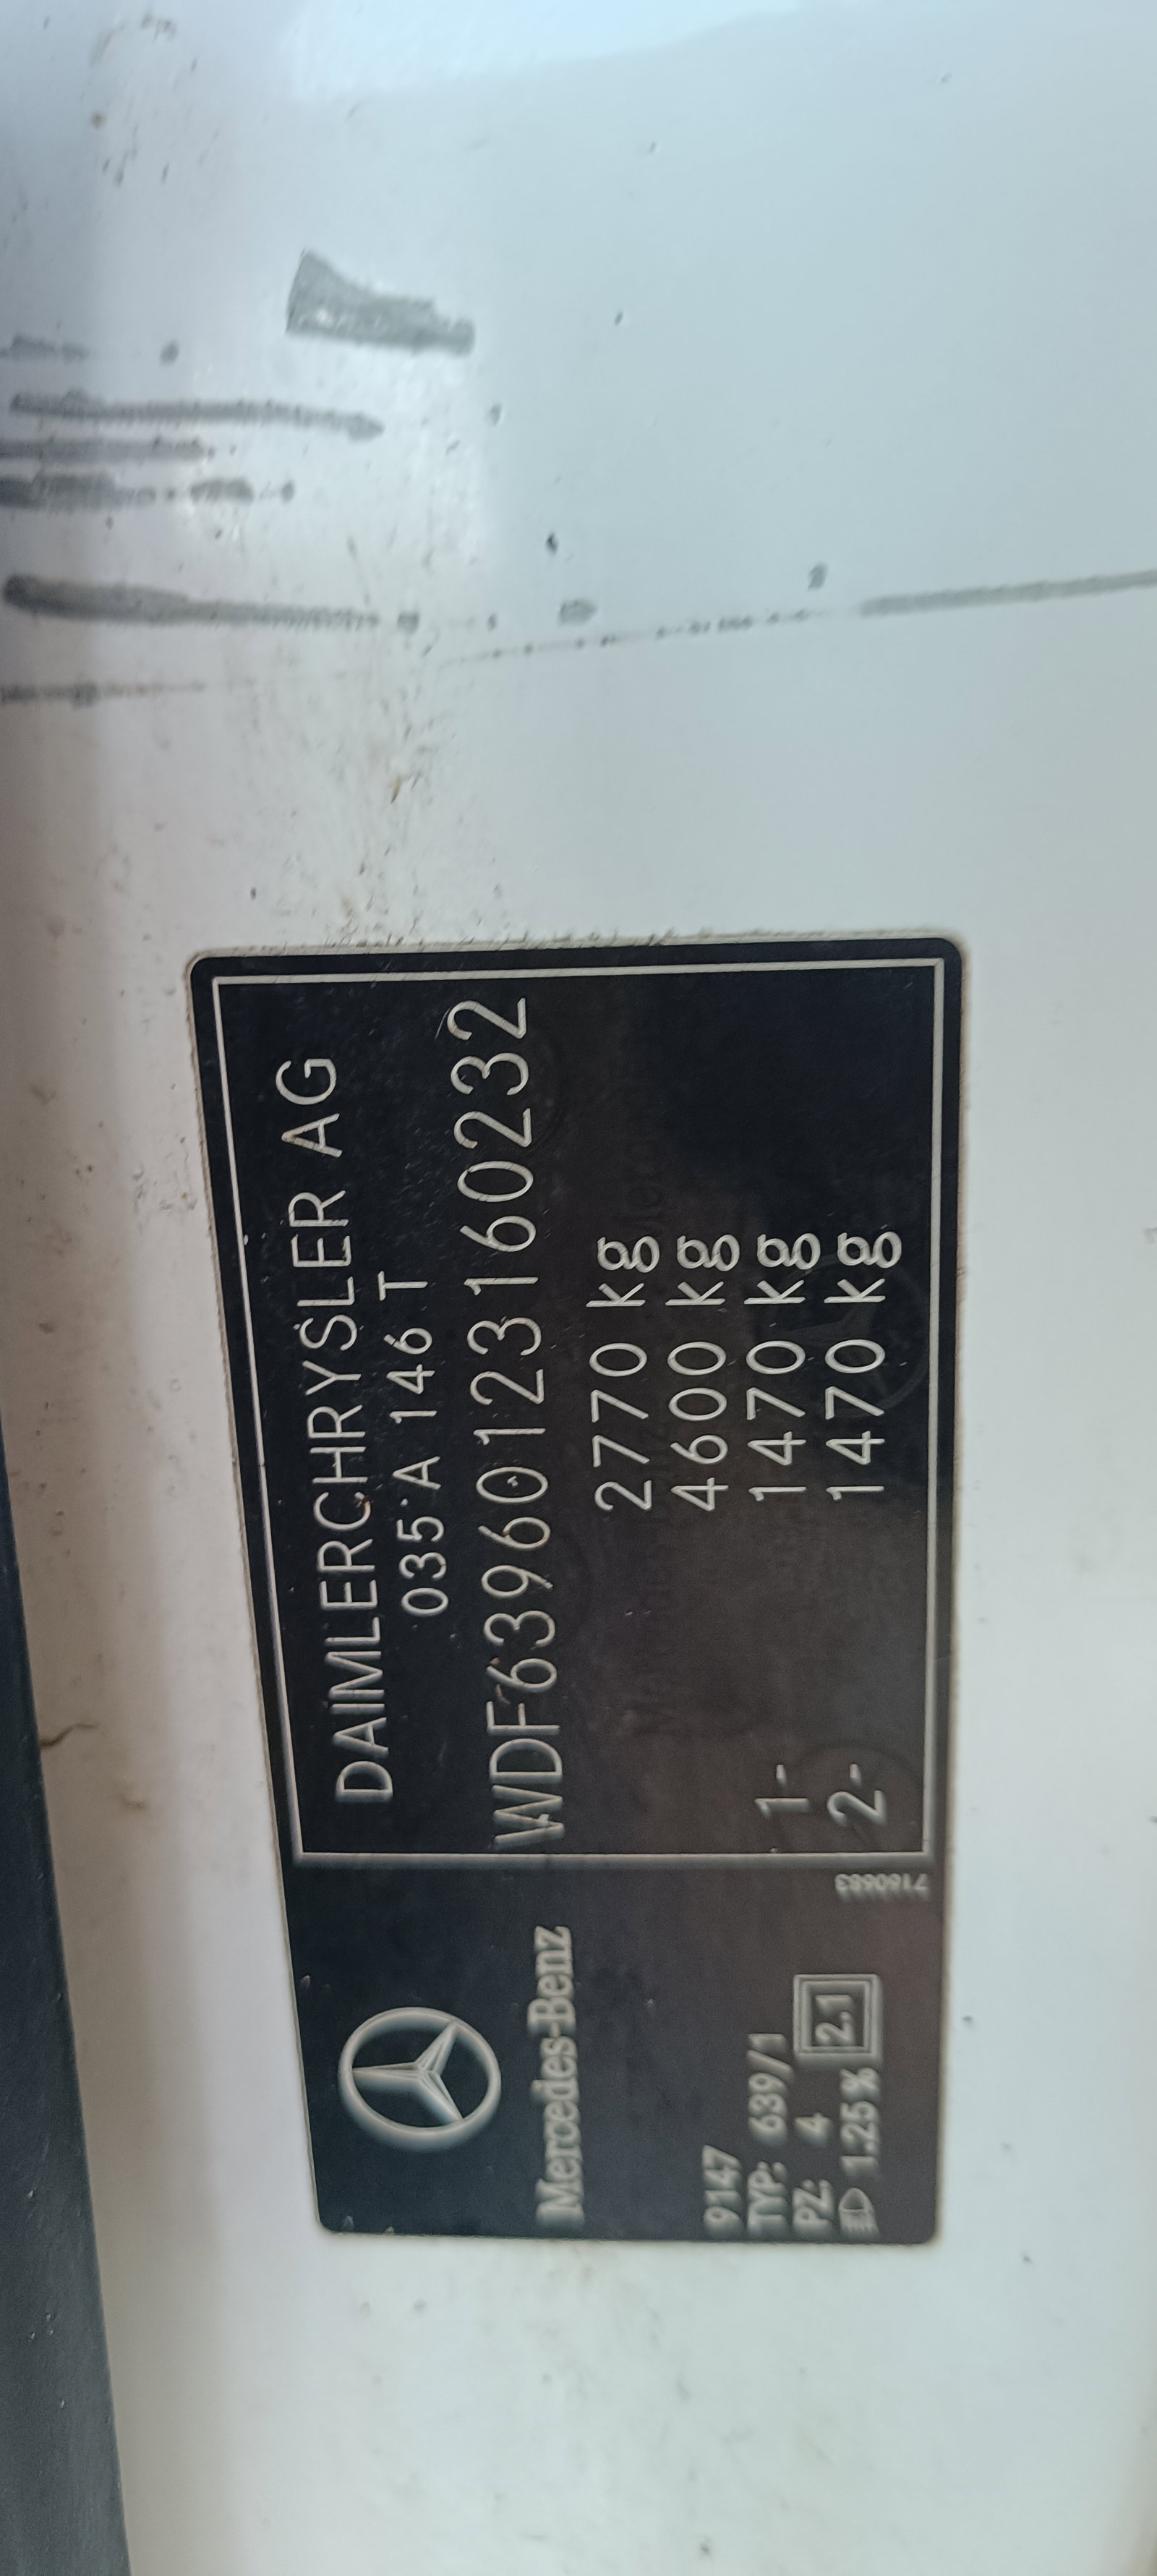 DAIMLERCHRYSLER AG
035 A 146 T
WDF63960123160232
2770 kg
4600 kg
1- 1470 kg
2- 1470 kg
7160683
Mercedes-Benz
9147
TYP: 639/1
PZ: 4
1.25% 2.1